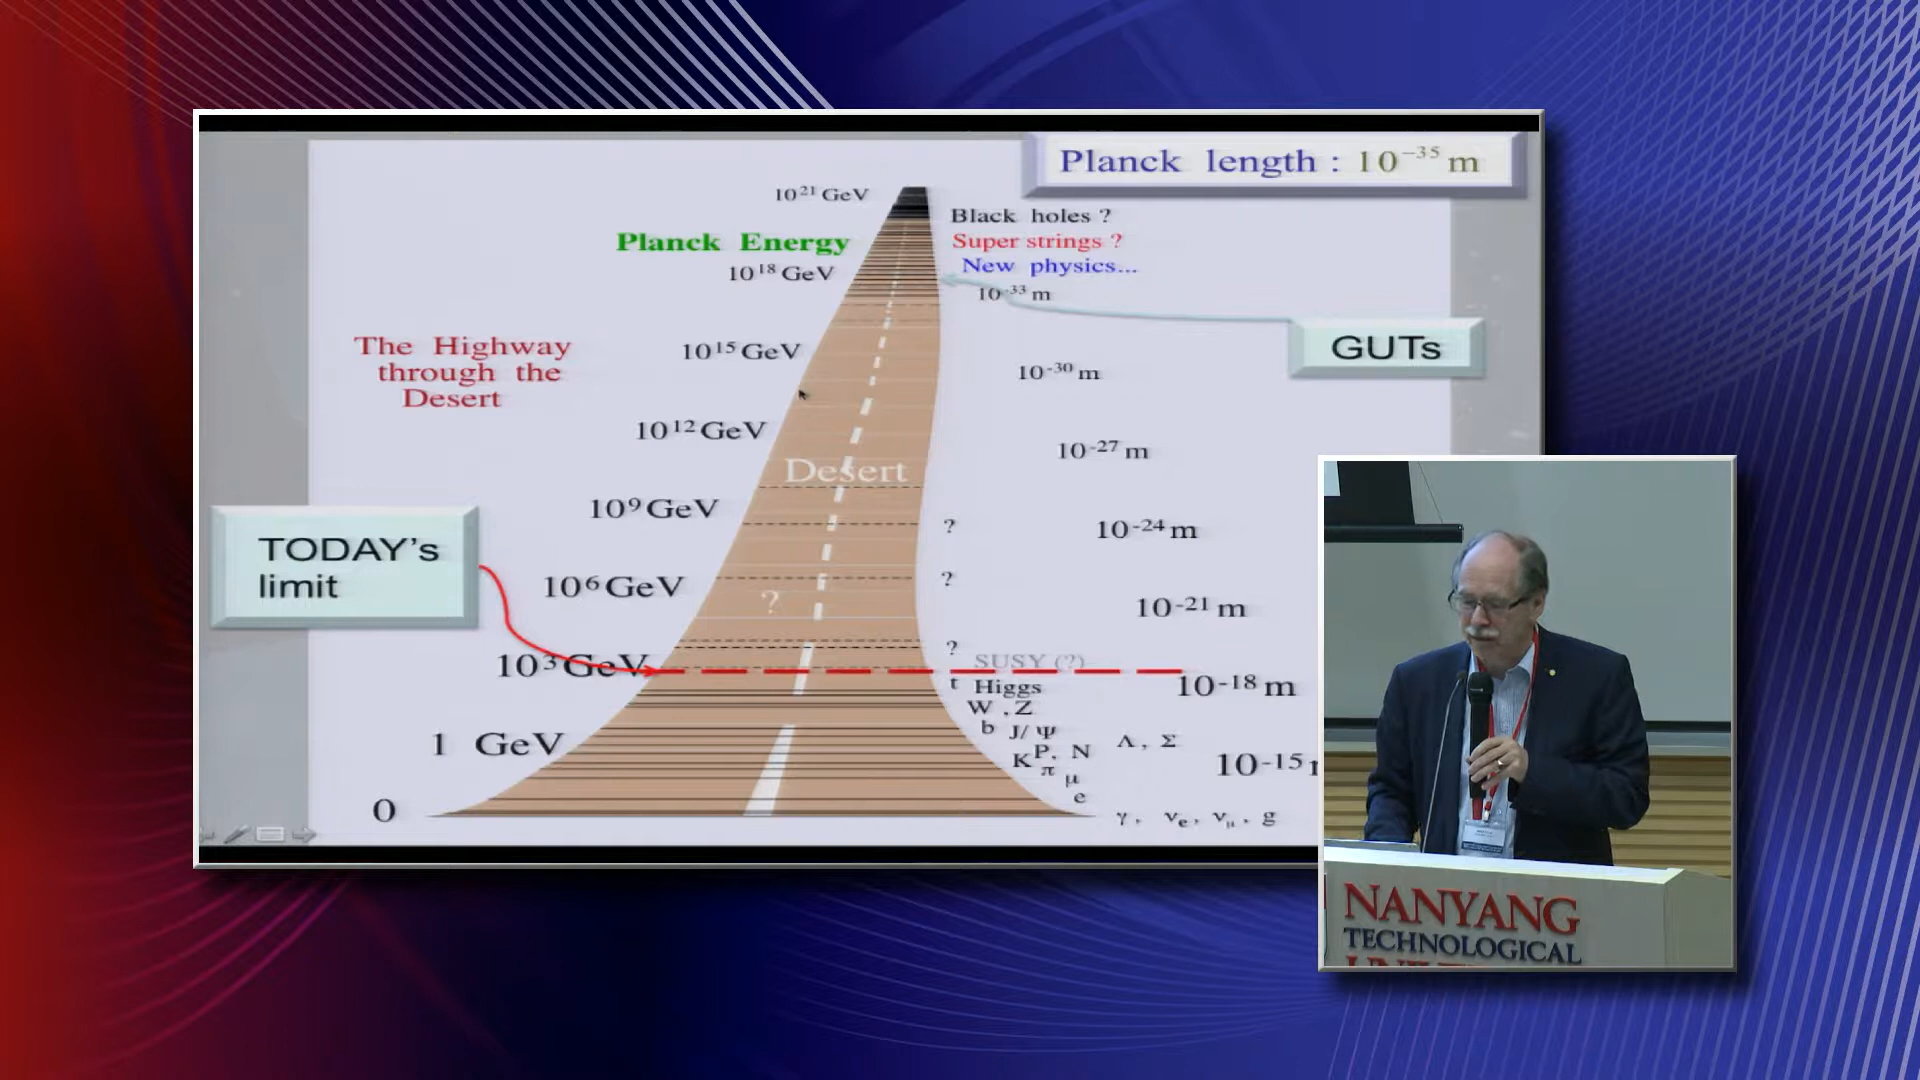 Planck length : 10⁻³⁵ m
10²¹ GeV
Black holes ?
Planck Energy
Super strings ?
10¹⁸ GeV
New physics...
10⁻³³ m
The Highway
through the
Desert
10¹⁵ GeV
GUTs
10⁻³⁰ m
10¹² GeV
10⁻²⁷ m
Desert
10⁹ GeV
?
10⁻²⁴ m
TODAY's
limit
10⁶ GeV
?
?
10⁻²¹ m
?
10³ GeV
SUSY (?)
t Higgs
10⁻¹⁸ m
W , Z
b J/Ψ
1 GeV
K P, N
Λ , Σ
π
10⁻¹⁵
μ
e
0
γ , νe, νμ , g
NANYANG
TECHNOLOGICAL